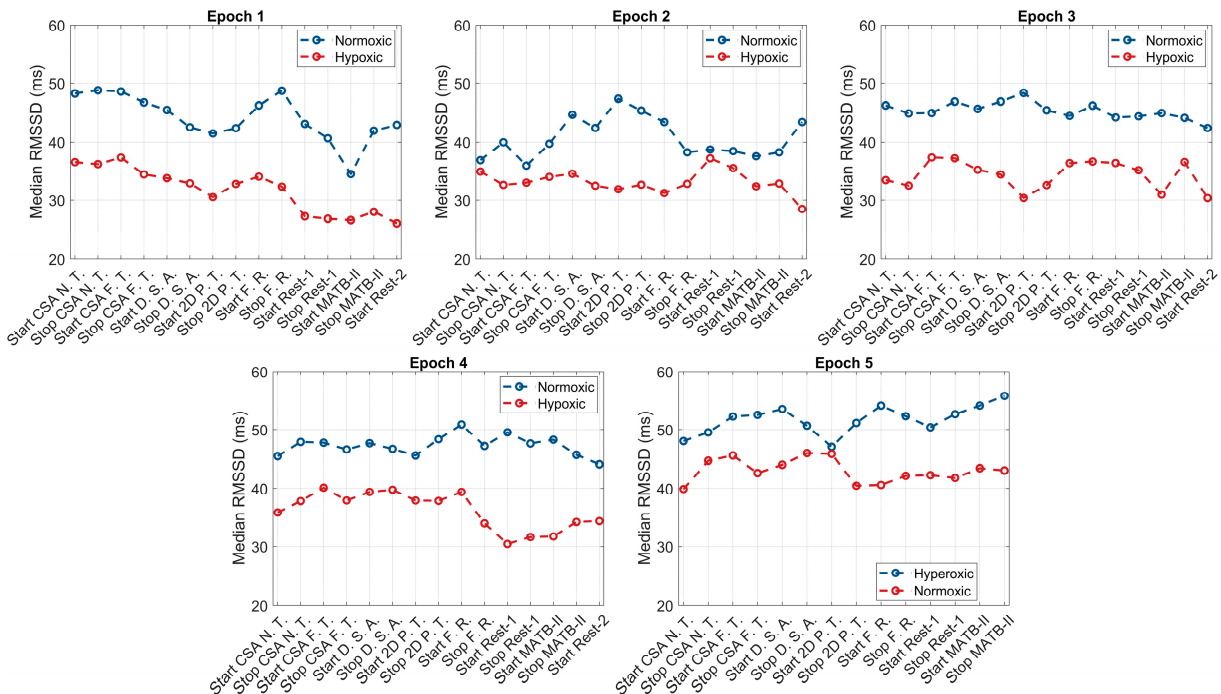 Epoch 1
60
50
40
30
20
Median RMSSD (ms)
Normoxic
Hypoxic
Start CSA N. T.
Stop CSA N. T.
Start CSA F. T.
Stop CSA F. T.
Start D. S. A.
Stop D. S. A.
Start 2D P. T.
Stop 2D P. T.
Start F. R.
Stop F. R.
Start Rest-1
Stop Rest-1
Start MATB-II
Stop MATB-II
Start Rest-2
Epoch 2
60
50
40
30
20
Median RMSSD (ms)
Normoxic
Hypoxic
Start CSA N. T.
Stop CSA N. T.
Start CSA F. T.
Stop CSA F. T.
Start D. S. A.
Stop D. S. A.
Start 2D P. T.
Stop 2D P. T.
Start F. R.
Stop F. R.
Start Rest-1
Stop Rest-1
Start MATB-II
Stop MATB-II
Start Rest-2
Epoch 3
60
50
40
30
20
Median RMSSD (ms)
Normoxic
Hypoxic
Start CSA N. T.
Stop CSA N. T.
Start CSA F. T.
Stop CSA F. T.
Start D. S. A.
Stop D. S. A.
Start 2D P. T.
Stop 2D P. T.
Start F. R.
Stop F. R.
Start Rest-1
Stop Rest-1
Start MATB-II
Stop MATB-II
Start Rest-2
Epoch 4
60
50
40
30
20
Median RMSSD (ms)
Normoxic
Hypoxic
Start CSA N. T.
Stop CSA N. T.
Start CSA F. T.
Stop CSA F. T.
Start D. S. A.
Stop D. S. A.
Start 2D P. T.
Stop 2D P. T.
Start F. R.
Stop F. R.
Start Rest-1
Stop Rest-1
Start MATB-II
Stop MATB-II
Start Rest-2
Epoch 5
60
50
40
30
20
Median RMSSD (ms)
Hyperoxic
Normoxic
Start CSA N. T.
Stop CSA N. T.
Start CSA F. T.
Stop CSA F. T.
Start D. S. A.
Stop D. S. A.
Start 2D P. T.
Stop 2D P. T.
Start F. R.
Stop F. R.
Start Rest-1
Stop Rest-1
Start MATB-II
Stop MATB-II